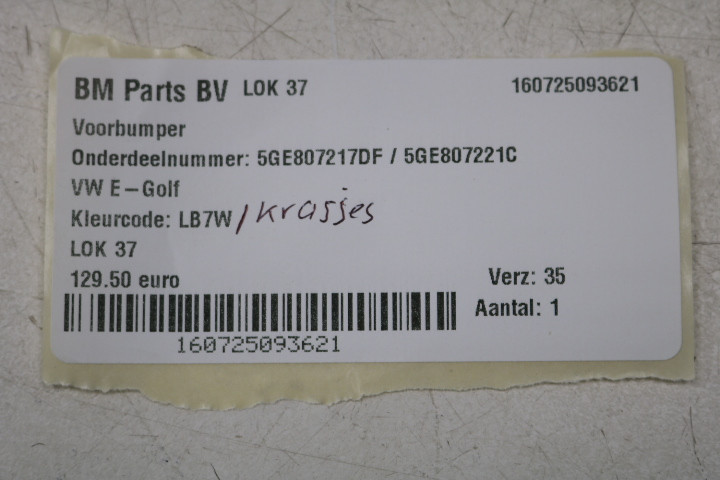 BM Parts BV LOK 37 160725093621
Voorbumper
Onderdeelnummer: 5GE807217DF / 5GE807221C
VW E-Golf
Kleurcode: LB7W / krasjes
LOK 37
129.50 euro Verz: 35
Aantal: 1
160725093621